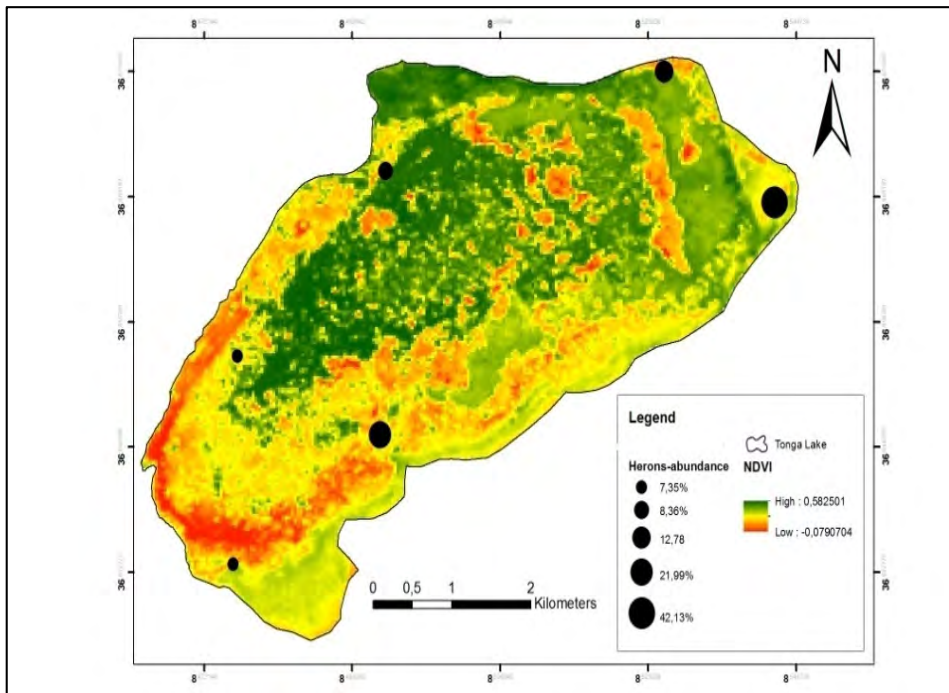 N
Legend
Tonga Lake
Herons-abundance
NDVI
7,35%
8,36%
12,78
21,99%
42,13%
High : 0,582501
Low : -0,0790704
0 0,5 1 2
Kilometers
8 8 8 8 8
8 8 8 8 8
36 36 36 36 36
36 36 36 36 36